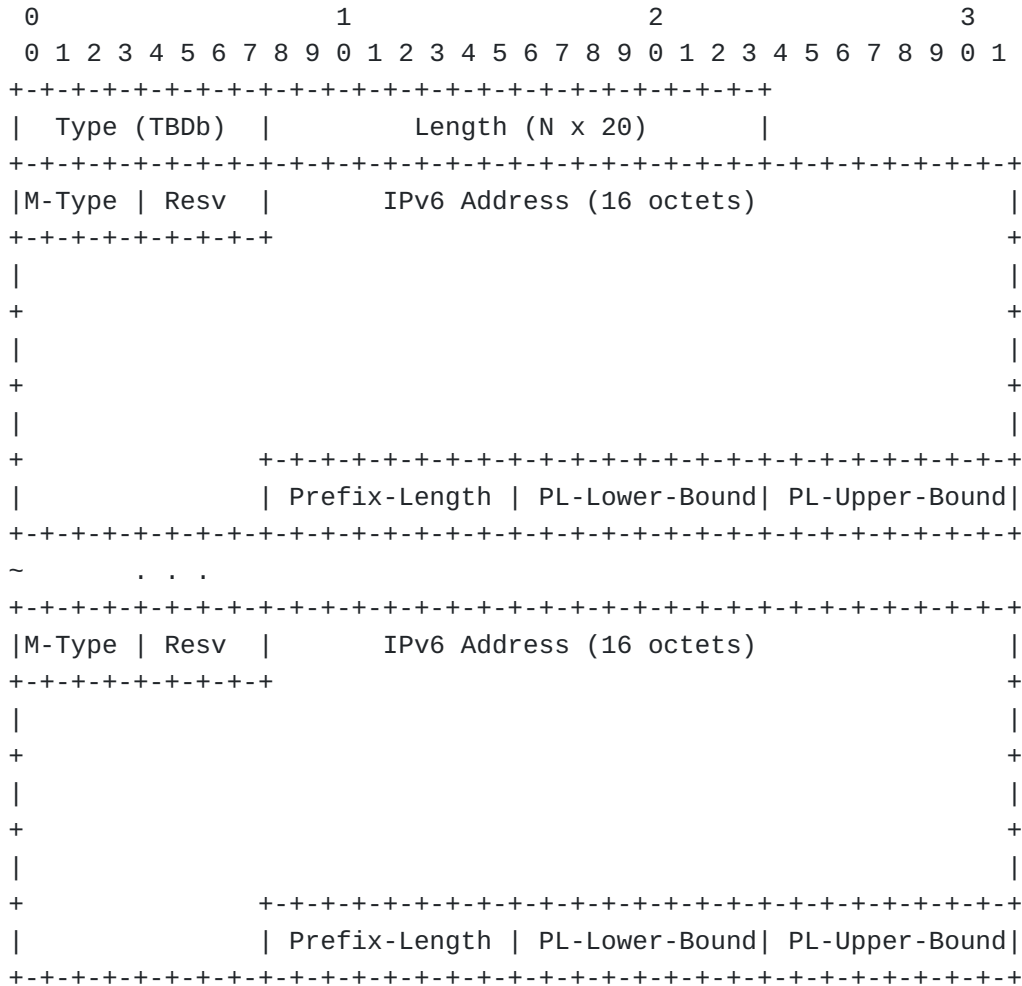 0                   1                   2                   3
 0 1 2 3 4 5 6 7 8 9 0 1 2 3 4 5 6 7 8 9 0 1 2 3 4 5 6 7 8 9 0 1
+-+-+-+-+-+-+-+-+-+-+-+-+-+-+-+-+-+-+-+-+-+-+-+-+
|  Type (TBDb)  |         Length (N x 20)       |
+-+-+-+-+-+-+-+-+-+-+-+-+-+-+-+-+-+-+-+-+-+-+-+-+-+-+-+-+-+-+-+-+
|M-Type | Resv  |       IPv6 Address (16 octets)                |
+-+-+-+-+-+-+-+-+                                               +
|                                                               |
+                                                               +
|                                                               |
+                                                               +
|                                                               |
+               +-+-+-+-+-+-+-+-+-+-+-+-+-+-+-+-+-+-+-+-+-+-+-+-+
|               | Prefix-Length | PL-Lower-Bound| PL-Upper-Bound|
+-+-+-+-+-+-+-+-+-+-+-+-+-+-+-+-+-+-+-+-+-+-+-+-+-+-+-+-+-+-+-+-+
~       . . .
+-+-+-+-+-+-+-+-+-+-+-+-+-+-+-+-+-+-+-+-+-+-+-+-+-+-+-+-+-+-+-+-+
|M-Type | Resv  |       IPv6 Address (16 octets)                |
+-+-+-+-+-+-+-+-+                                               +
|                                                               |
+                                                               +
|                                                               |
+                                                               +
|                                                               |
+               +-+-+-+-+-+-+-+-+-+-+-+-+-+-+-+-+-+-+-+-+-+-+-+-+
|               | Prefix-Length | PL-Lower-Bound| PL-Upper-Bound|
+-+-+-+-+-+-+-+-+-+-+-+-+-+-+-+-+-+-+-+-+-+-+-+-+-+-+-+-+-+-+-+-+